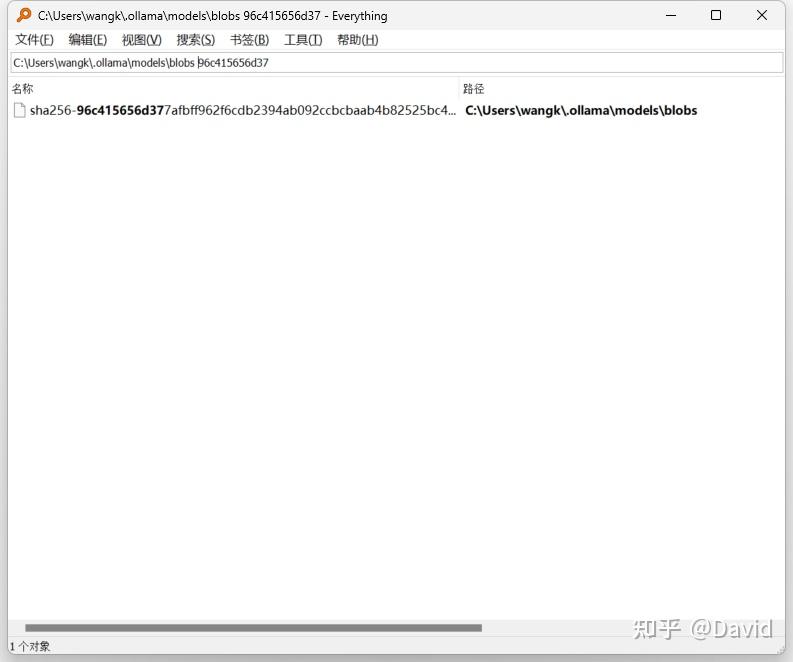 C:\Users\wangk\.ollama\models\blobs 96c415656d37 - Everything
文件(F) 编辑(E) 视图(V) 搜索(S) 书签(B) 工具(T) 帮助(H)
C:\Users\wangk\.ollama\models\blobs 96c415656d37
名称 路径
sha256-96c415656d377afbff962f6cdb2394ab092ccbcbaab4b82525bc4... C:\Users\wangk\.ollama\models\blobs
知乎 @David
1 个对象